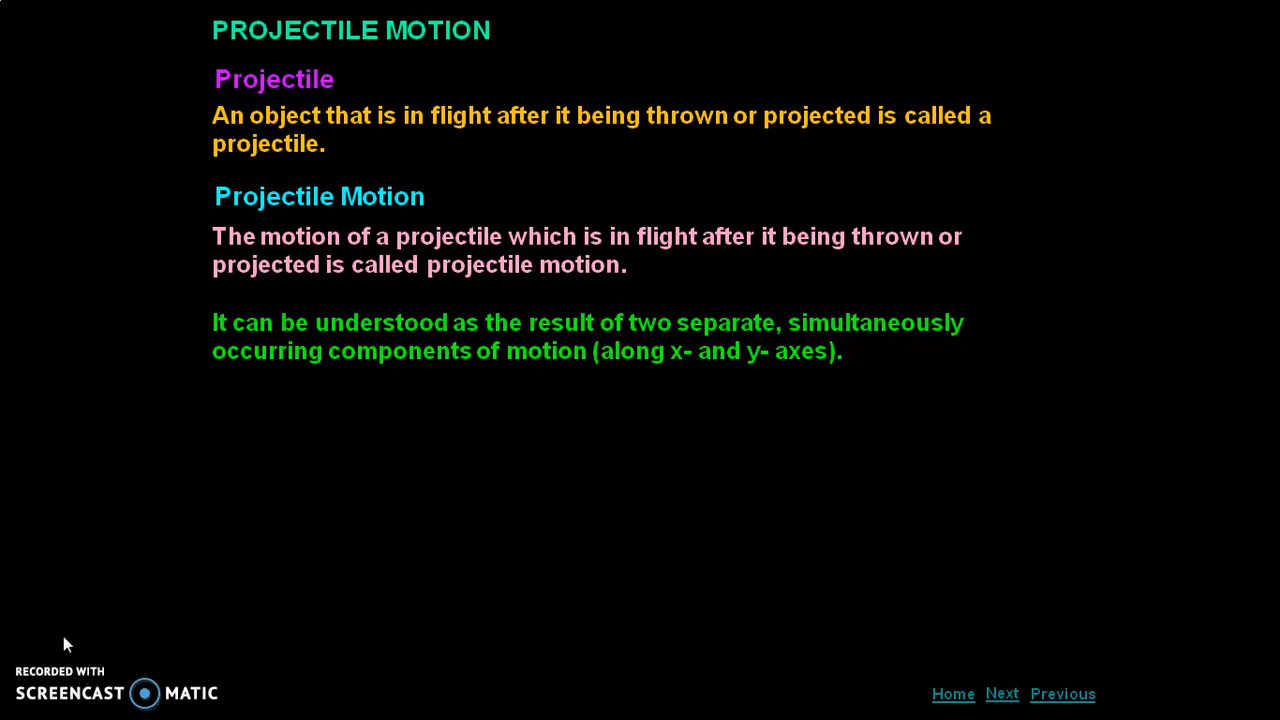 PROJECTILE MOTION
Projectile
An object that is in flight after it being thrown or projected is called a
projectile.
Projectile Motion
The motion of a projectile which is in flight after it being thrown or
projected is called projectile motion.
It can be understood as the result of two separate, simultaneously
occurring components of motion (along x- and y- axes).
RECORDED WITH
SCREENCAST MATIC
Home Next Previous